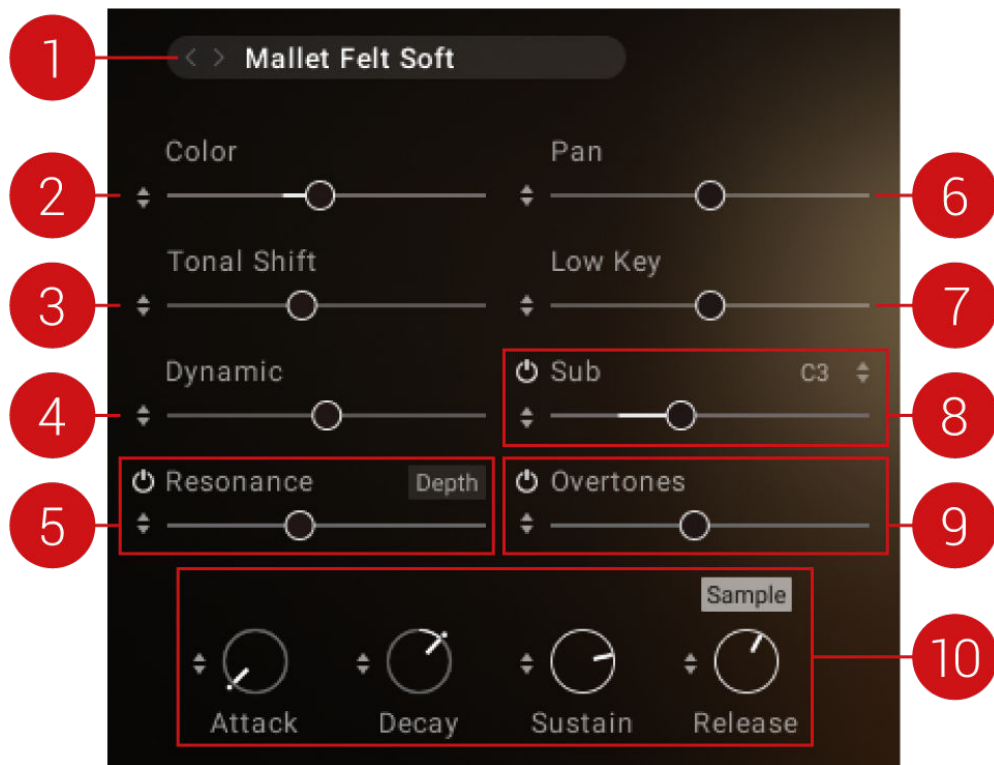 1
< > Mallet Felt Soft
Color
Pan
2
6
Tonal Shift
Low Key
3
7
Dynamic
Sub C3
4
8
Resonance Depth
Overtones
5
9
Sample
10
Attack Decay Sustain Release